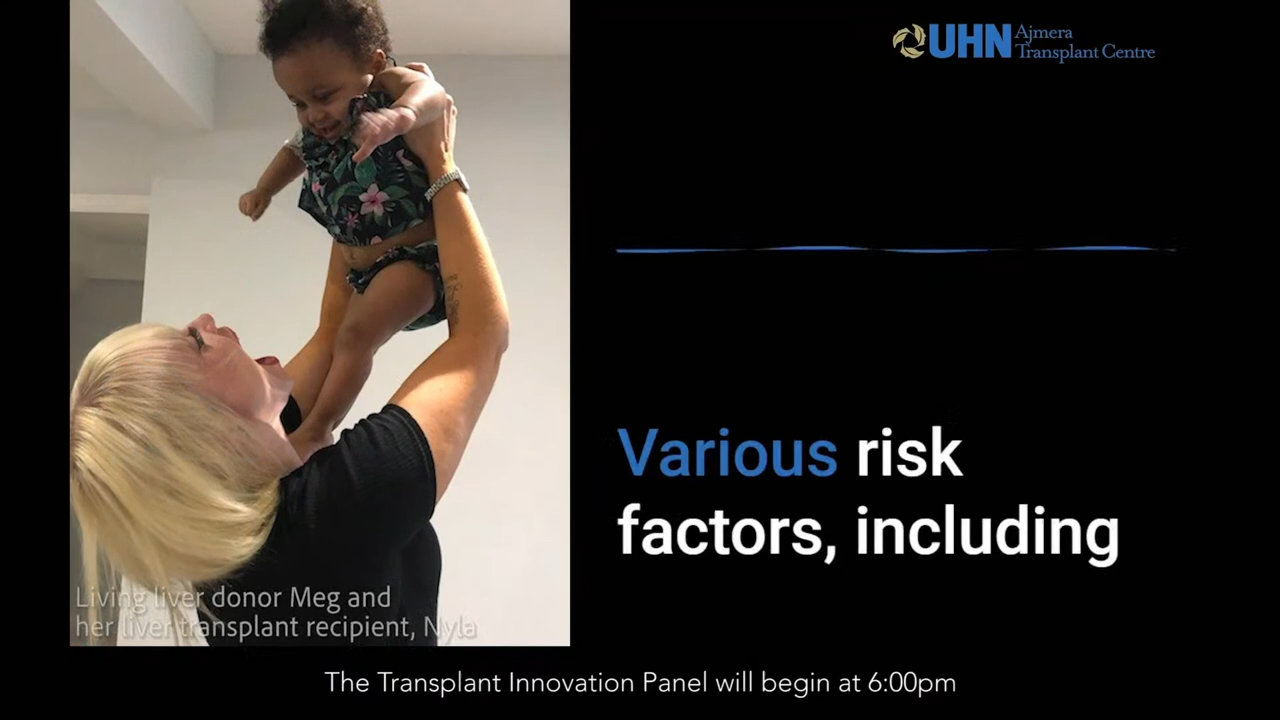 UHN Ajmera
Transplant Centre
Various risk
factors, including
Living liver donor Meg and
her liver transplant recipient, Nyla
The Transplant Innovation Panel will begin at 6:00pm